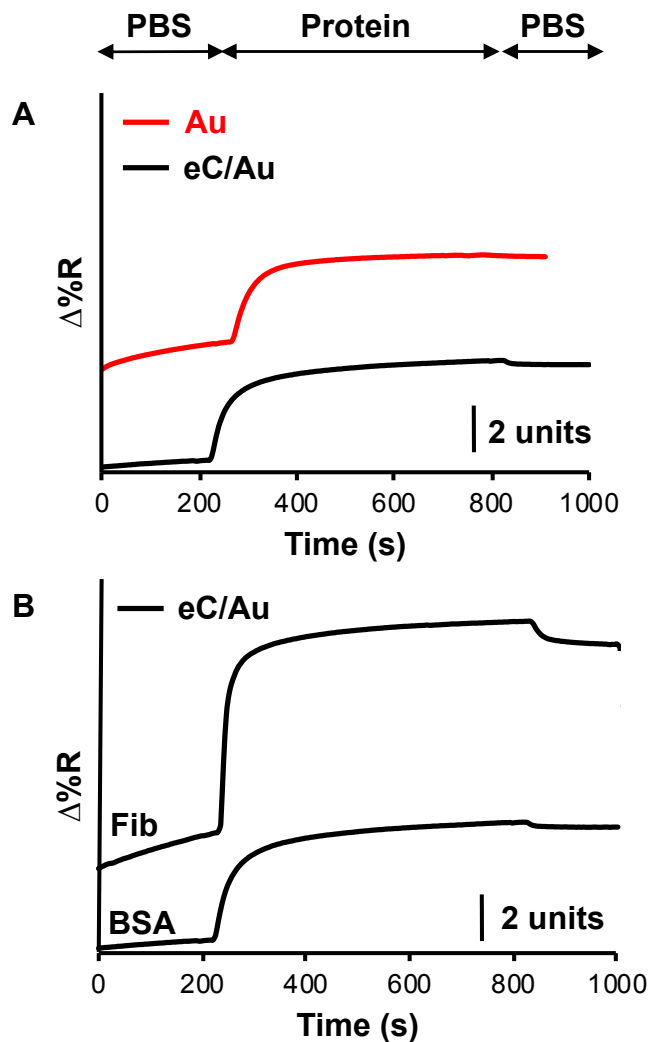 PBS Protein PBS
A
Au
eC/Au
Δ%R
2 units
0 200 400 600 800 1000
Time (s)
B
eC/Au
Δ%R
Fib
BSA
2 units
0 200 400 600 800 1000
Time (s)